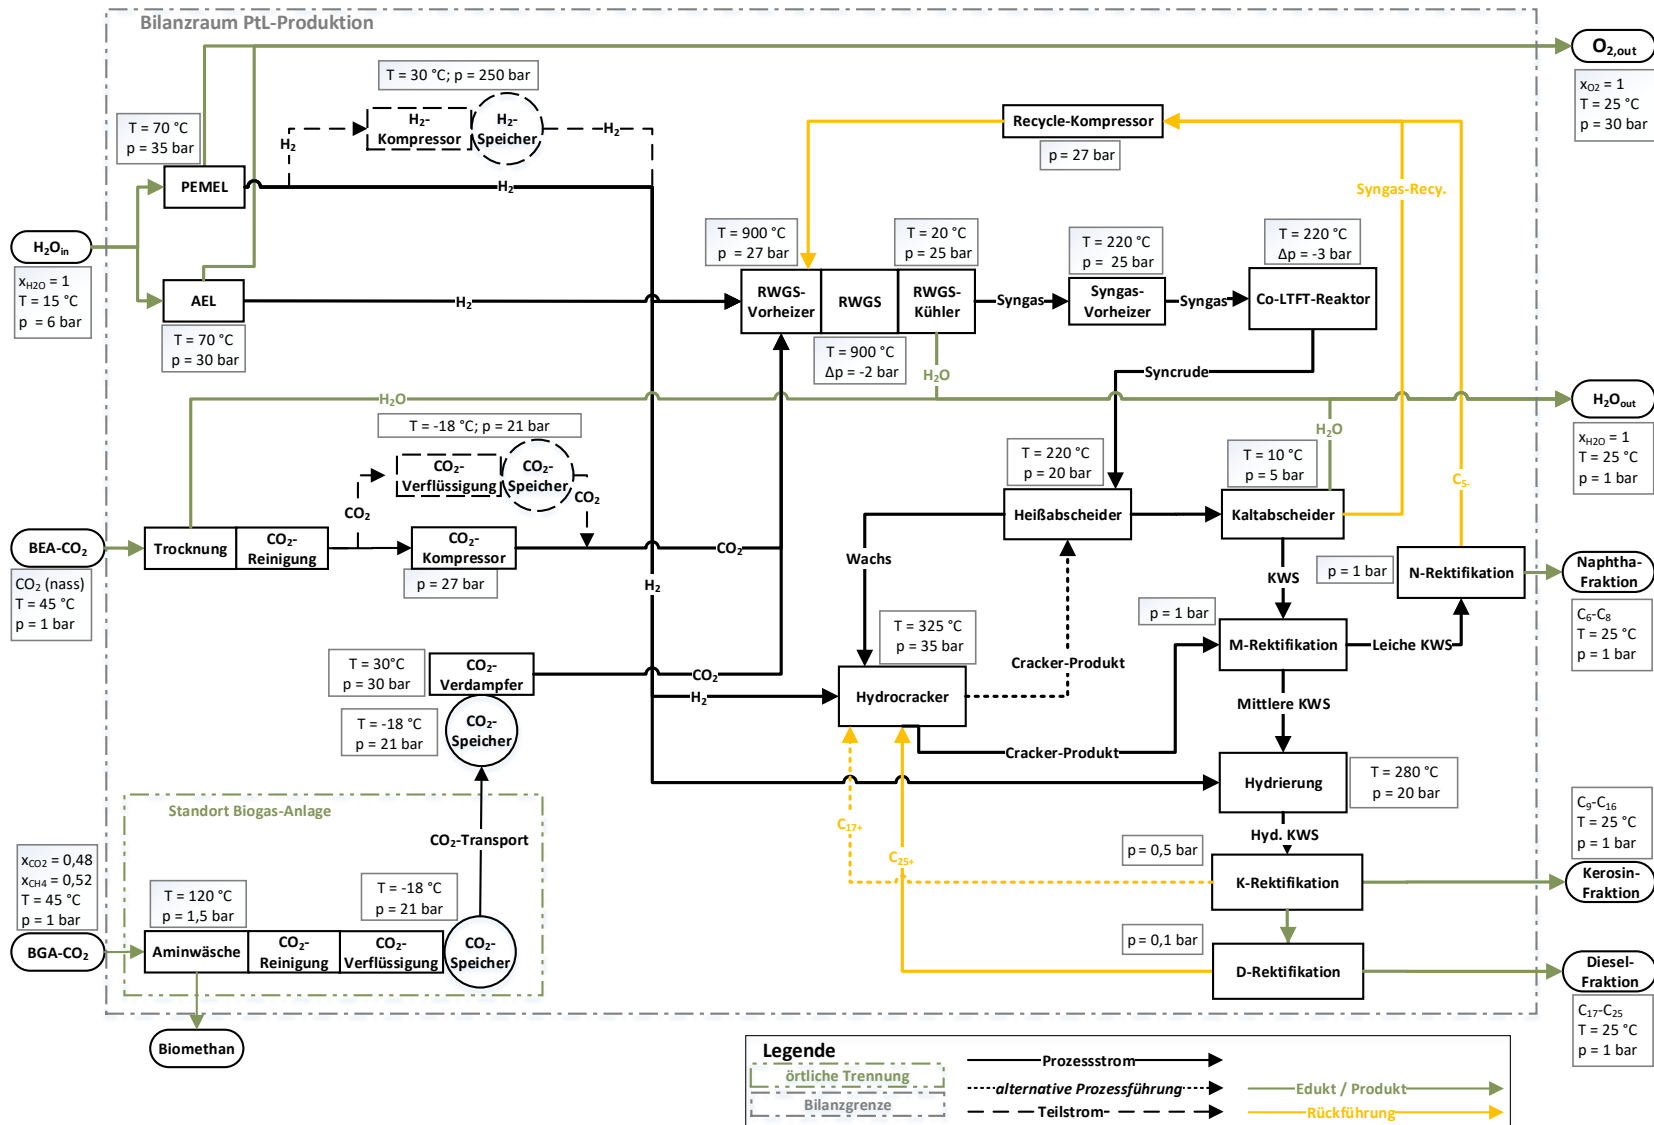 Bilanzraum PtL-Produktion
O2,out
xO2 = 1
T = 25 °C
p = 30 bar
T = 30 °C; p = 250 bar
H2-
Kompressor
H2-
Speicher
H2
H2
T = 70 °C
p = 35 bar
PEMEL
H2
Recycle-Kompressor
p = 27 bar
Syngas-Recy.
H2Oin
xH2O = 1
T = 15 °C
p = 6 bar
AEL
T = 70 °C
p = 30 bar
H2
T = 900 °C
p = 27 bar
T = 20 °C
p = 25 bar
T = 220 °C
p = 25 bar
T = 220 °C
Δp = -3 bar
RWGS-
Vorheizer
RWGS
RWGS-
Kühler
Syngas
Syngas-
Vorheizer
Syngas
Co-LTFT-Reaktor
T = 900 °C
Δp = -2 bar
H2O
Syncrude
H2O
H2O
H2Oout
xH2O = 1
T = 25 °C
p = 1 bar
T = -18 °C; p = 21 bar
CO2-
Verflüssigung
CO2-
Speicher
CO2
CO2
T = 220 °C
p = 20 bar
T = 10 °C
p = 5 bar
C5-
Heißabscheider
Kaltabscheider
BEA-CO2
CO2 (nass)
T = 45 °C
p = 1 bar
Trocknung
CO2-
Reinigung
CO2-
Kompressor
p = 27 bar
CO2
H2
Wachs
KWS
p = 1 bar
N-Rektifikation
Naphtha-
Fraktion
C6-C8
T = 25 °C
p = 1 bar
p = 1 bar
M-Rektifikation
Leiche KWS
T = 325 °C
p = 35 bar
Cracker-Produkt
T = 30°C
p = 30 bar
CO2-
Verdampfer
CO2
H2
Hydrocracker
T = -18 °C
p = 21 bar
CO2-
Speicher
Mittlere KWS
Cracker-Produkt
Hydrierung
T = 280 °C
p = 20 bar
Standort Biogas-Anlage
CO2-Transport
C17+
C25+
Hyd. KWS
C9-C16
T = 25 °C
p = 1 bar
p = 0,5 bar
K-Rektifikation
Kerosin-
Fraktion
xCO2 = 0,48
xCH4 = 0,52
T = 45 °C
p = 1 bar
T = 120 °C
p = 1,5 bar
T = -18 °C
p = 21 bar
BGA-CO2
Aminwäsche
CO2-
Reinigung
CO2-
Verflüssigung
CO2-
Speicher
p = 0,1 bar
D-Rektifikation
Diesel-
Fraktion
C17-C25
T = 25 °C
p = 1 bar
Biomethan
Legende
örtliche Trennung
Bilanzgrenze
Prozessstrom
alternative Prozessführung
Teilstrom
Edukt / Produkt
Rückführung